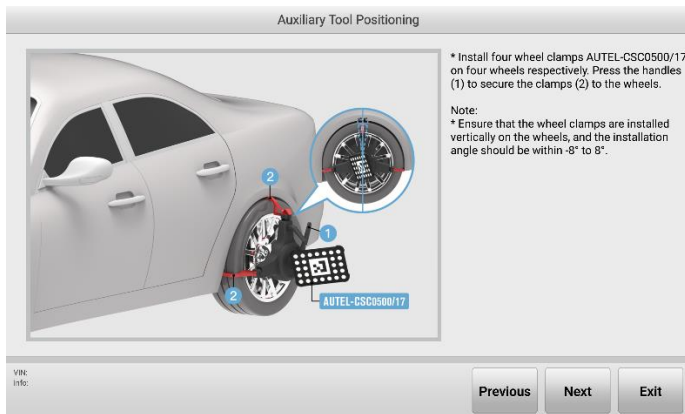 Auxiliary Tool Positioning
* Install four wheel clamps AUTEL-CSC0500/17
on four wheels respectively. Press the handles
(1) to secure the clamps (2) to the wheels.
Note:
* Ensure that the wheel clamps are installed
vertically on the wheels, and the installation
angle should be within -8° to 8°.
2
1
2
AUTEL-CSC0500/17
VIN:
Info:
Previous
Next
Exit